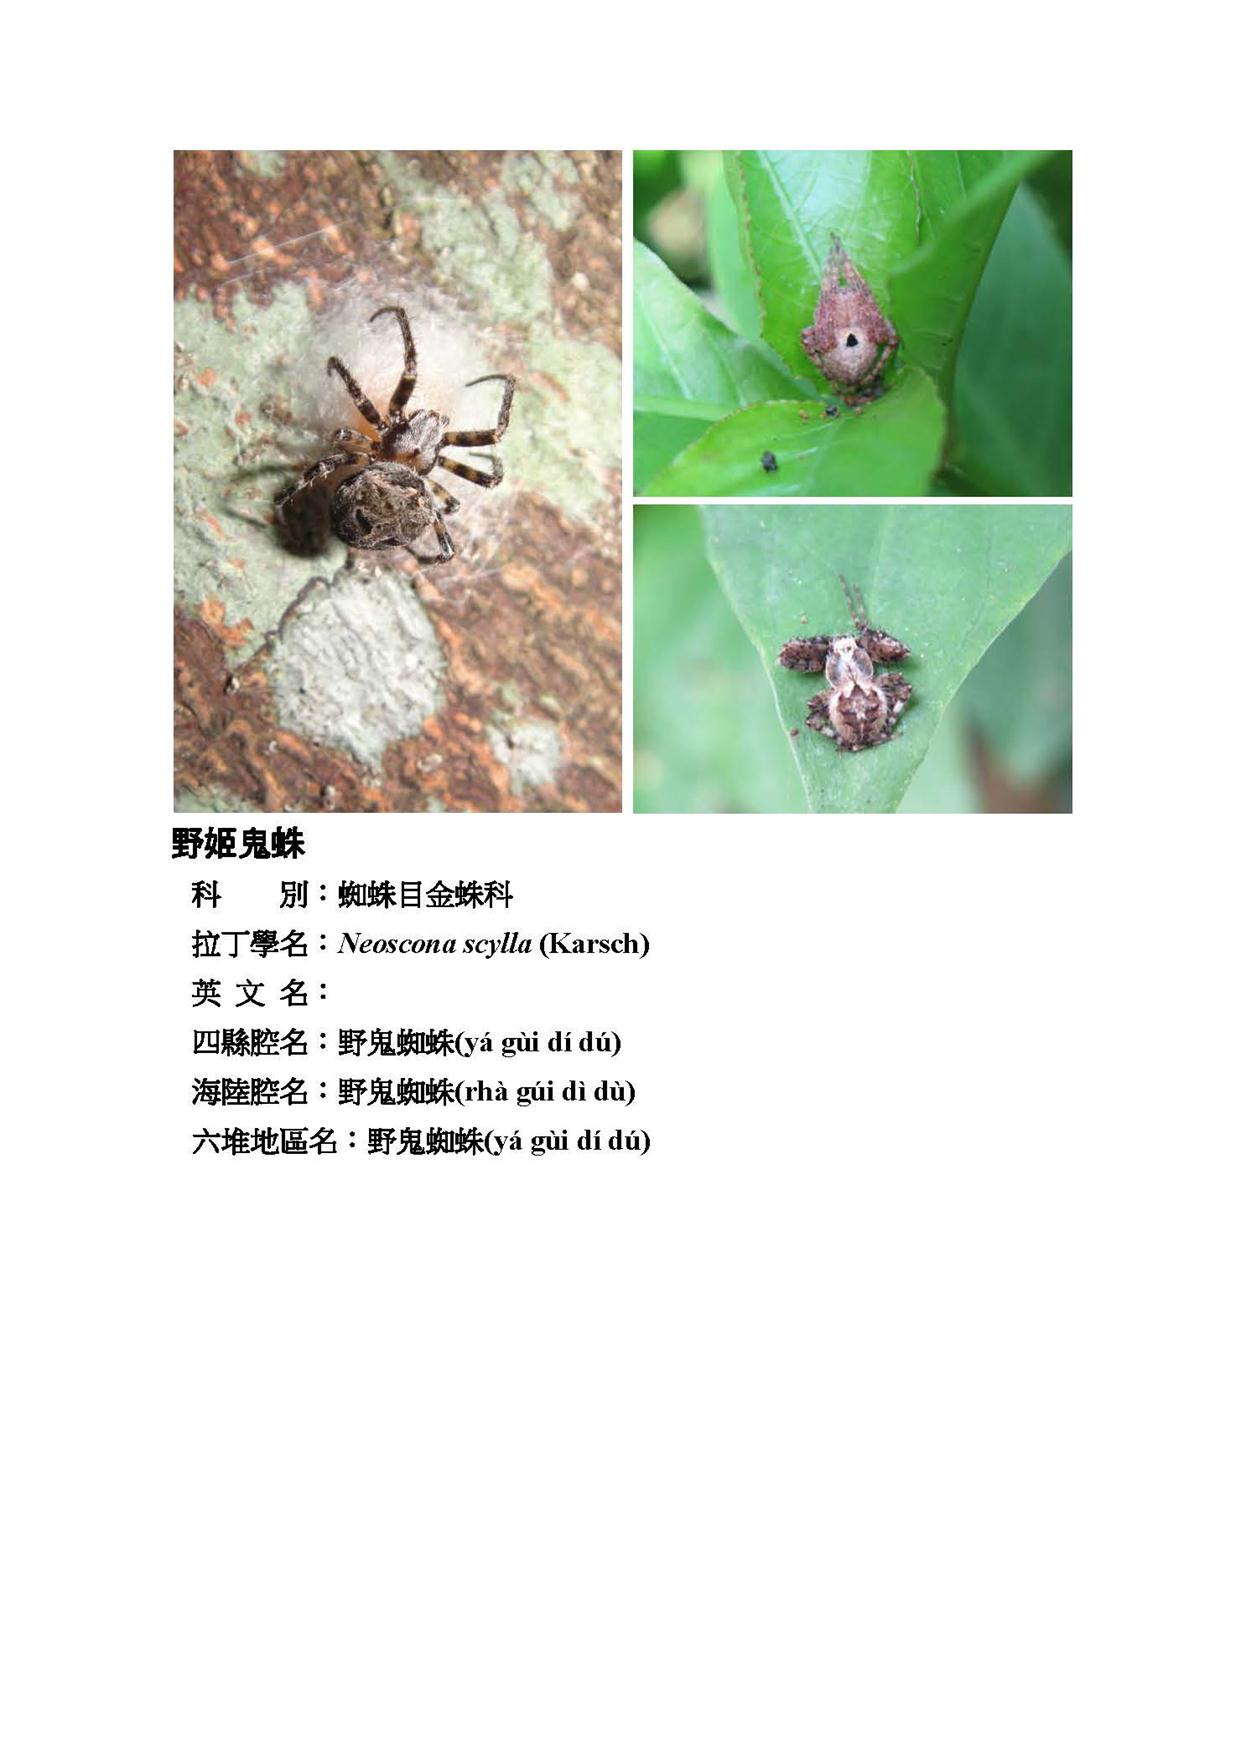 野姬鬼蛛
科　　別：蜘蛛目金蛛科
拉丁學名：Neoscona scylla (Karsch)
英 文 名：
四縣腔名：野鬼蜘蛛(yá gùi dí dú)
海陸腔名：野鬼蜘蛛(rhà gúi dì dù)
六堆地區名：野鬼蜘蛛(yá gùi dí dú)